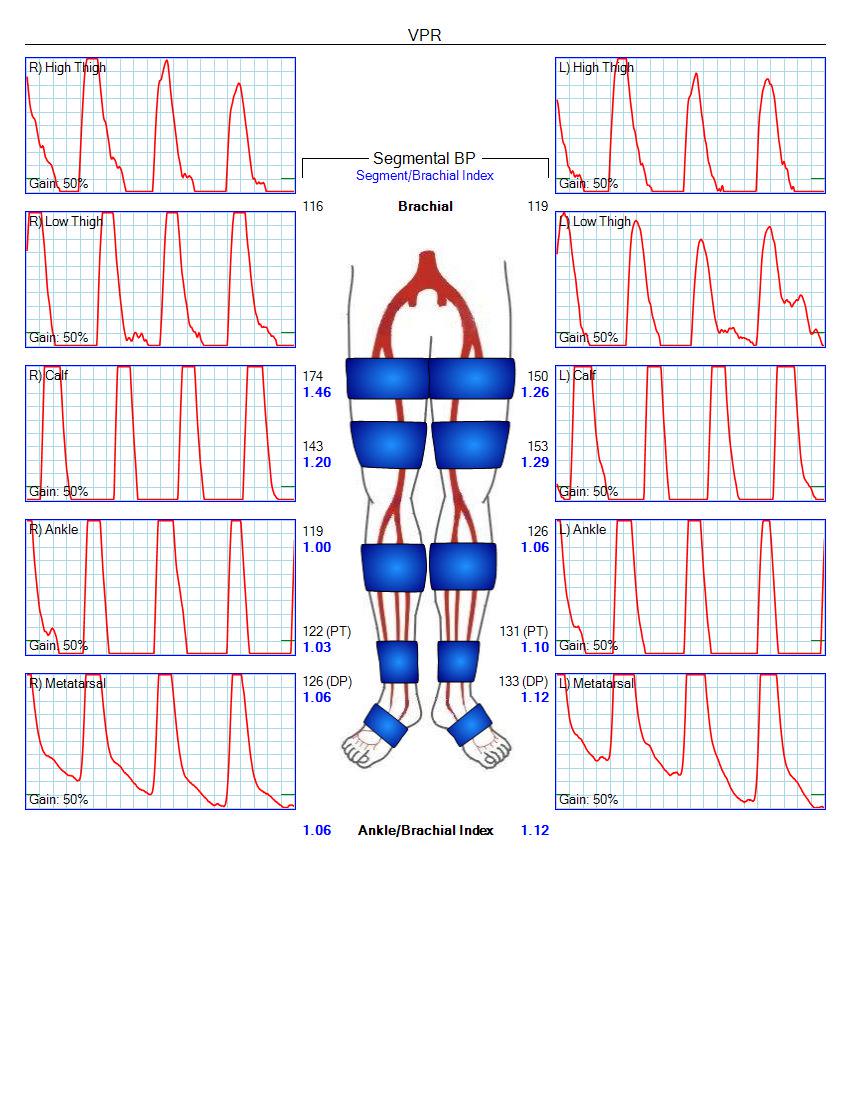 VPR
R) High Thigh
Gain: 50%
L) High Thigh
Gain: 50%
Segmental BP
Segment/Brachial Index
116 Brachial 119
R) Low Thigh
Gain: 50%
L) Low Thigh
Gain: 50%
R) Calf
Gain: 50%
174 150
1.46 1.26
143 153
1.20 1.29
L) Calf
Gain: 50%
R) Ankle
Gain: 50%
119 126
1.00 1.06
122 (PT) 131 (PT)
1.03 1.10
L) Ankle
Gain: 50%
R) Metatarsal
Gain: 50%
126 (DP) 133 (DP)
1.06 1.12
L) Metatarsal
Gain: 50%
1.06 Ankle/Brachial Index 1.12